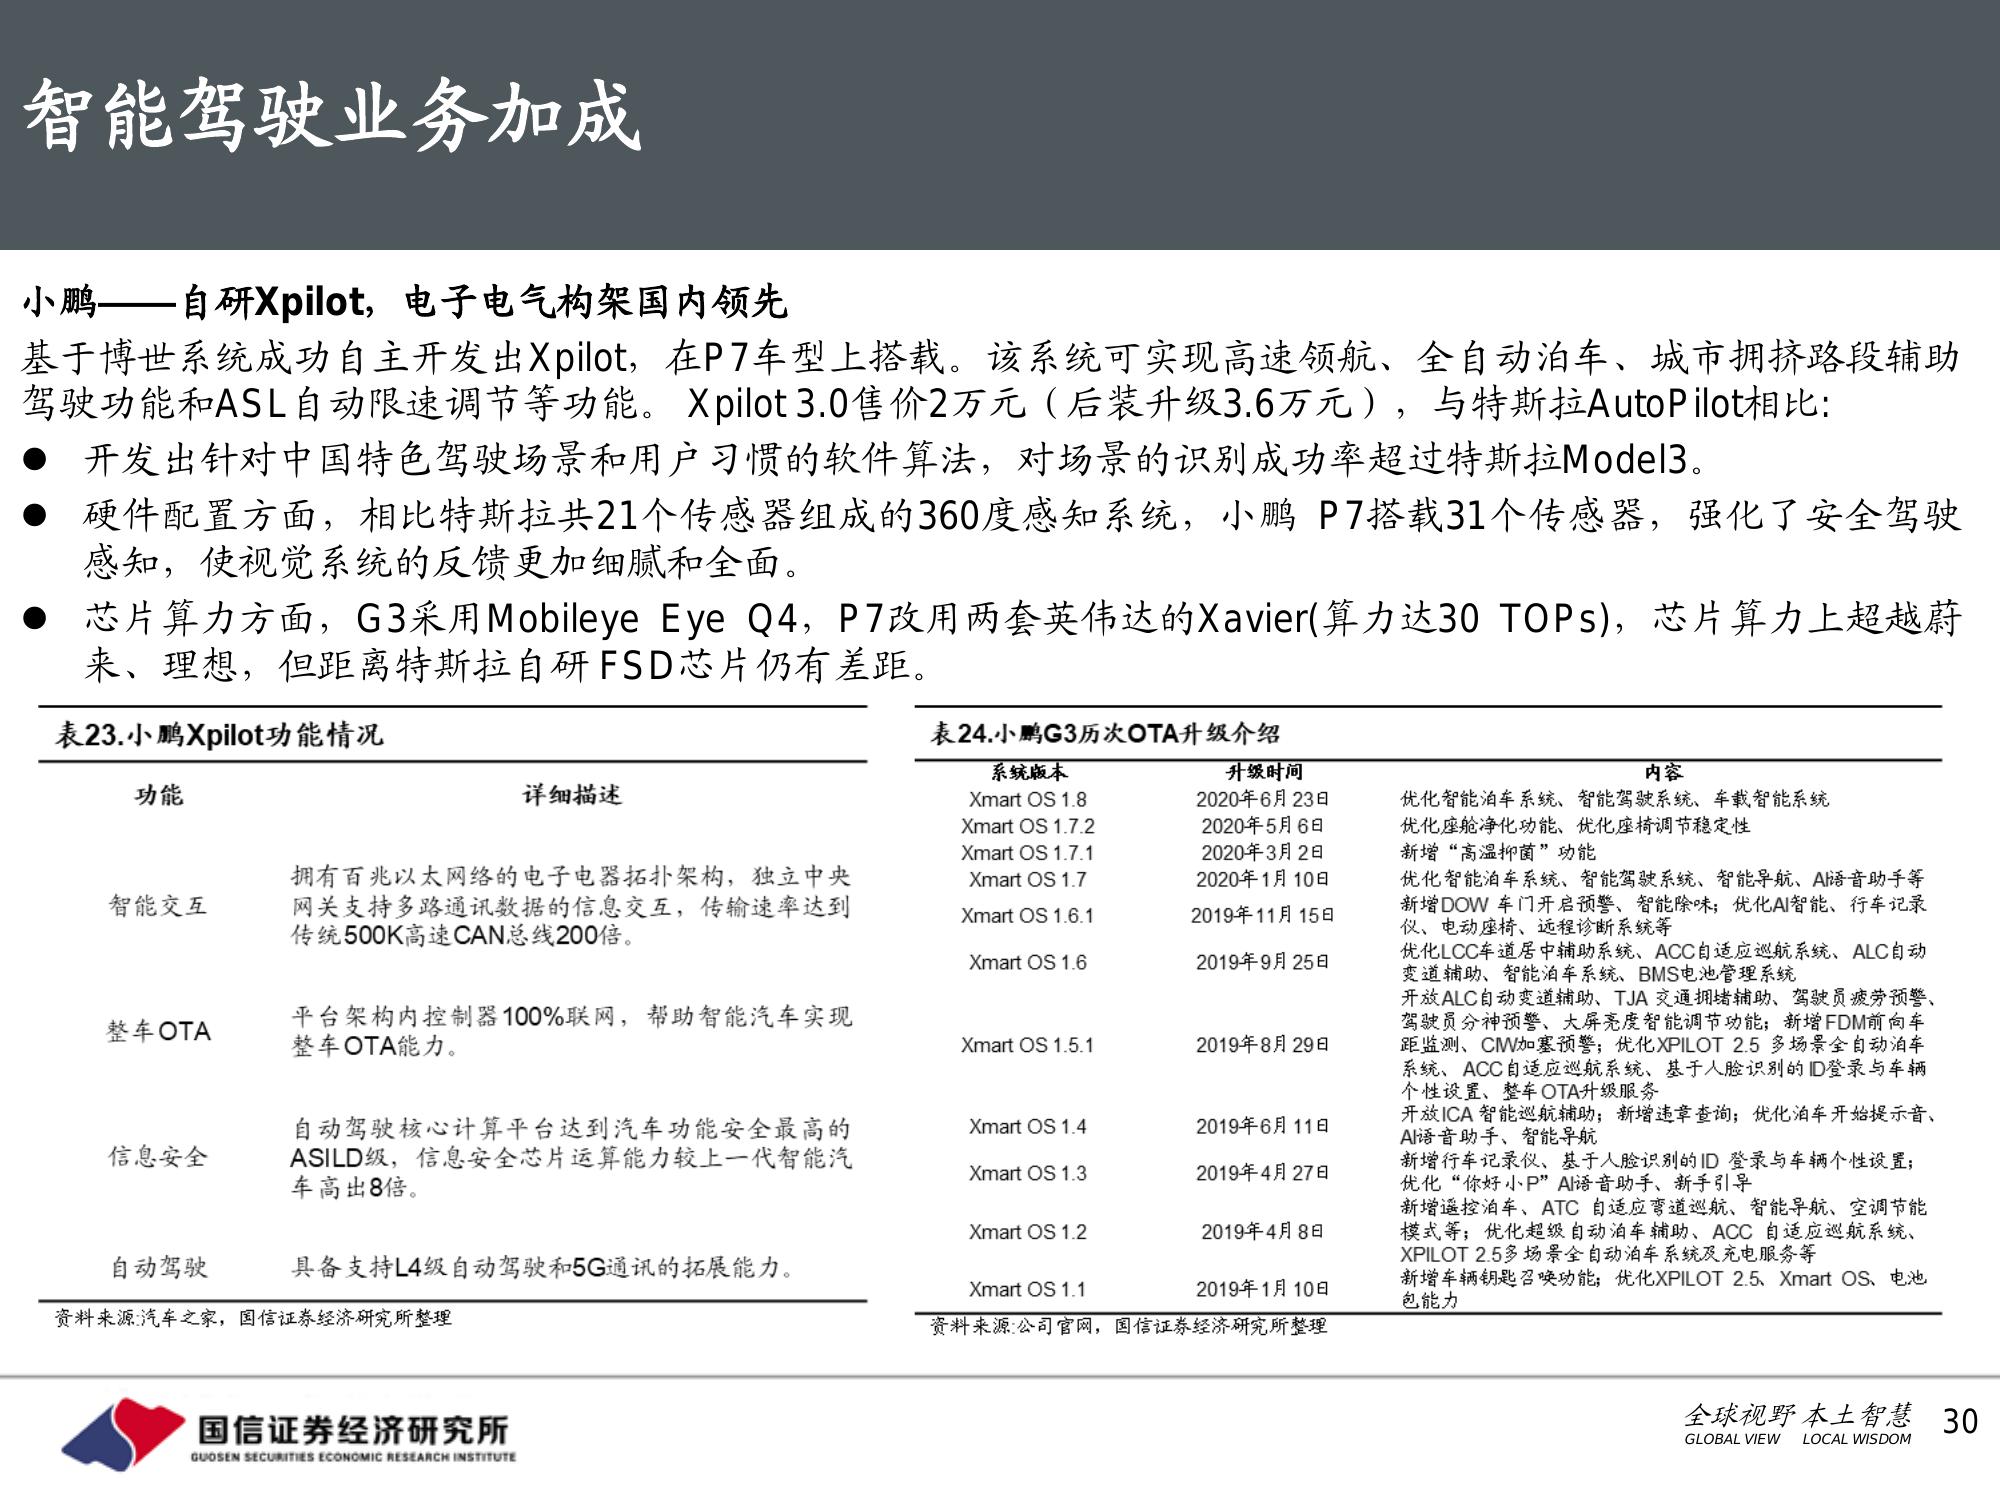 智能驾驶业务加成
小鹏——自研Xpilot，电子电气构架国内领先
基于博世系统成功自主开发出Xpilot，在P7车型上搭载。该系统可实现高速领航、全自动泊车、城市拥挤路段辅助
驾驶功能和ASL自动限速调节等功能。 Xpilot 3.0售价2万元（后装升级3.6万元），与特斯拉AutoPilot相比:
● 开发出针对中国特色驾驶场景和用户习惯的软件算法，对场景的识别成功率超过特斯拉Model3。
● 硬件配置方面，相比特斯拉共21个传感器组成的360度感知系统，小鹏 P7搭载31个传感器，强化了安全驾驶
感知，使视觉系统的反馈更加细腻和全面。
● 芯片算力方面，G3采用Mobileye Eye Q4，P7改用两套英伟达的Xavier(算力达30 TOPs)，芯片算力上超越蔚
来、理想，但距离特斯拉自研FSD芯片仍有差距。
表23.小鹏Xpilot功能情况
功能 详细描述
智能交互 拥有百兆以太网络的电子电器拓扑架构，独立中央
网关支持多路通讯数据的信息交互，传输速率达到
传统500K高速CAN总线200倍。
整车OTA 平台架构内控制器100%联网，帮助智能汽车实现
整车OTA能力。
信息安全 自动驾驶核心计算平台达到汽车功能安全最高的
ASILD级，信息安全芯片运算能力较上一代智能汽
车高出8倍。
自动驾驶 具备支持L4级自动驾驶和5G通讯的拓展能力。
资料来源:汽车之家，国信证券经济研究所整理
表24.小鹏G3历次OTA升级介绍
系统版本 升级时间 内容
Xmart OS 1.8 2020年6月23日 优化智能泊车系统、智能驾驶系统、车载智能系统
Xmart OS 1.7.2 2020年5月6日 优化座舱净化功能、优化座椅调节稳定性
Xmart OS 1.7.1 2020年3月2日 新增“高温抑菌”功能
Xmart OS 1.7 2020年1月10日 优化智能泊车系统、智能驾驶系统、智能导航、AI语音助手等
Xmart OS 1.6.1 2019年11月15日 新增DOW 车门开启预警、智能除味；优化AI智能、行车记录
仪、电动座椅、远程诊断系统等
Xmart OS 1.6 2019年9月25日 优化LCC车道居中辅助系统、ACC自适应巡航系统、ALC自动
变道辅助、智能泊车系统、BMS电池管理系统
Xmart OS 1.5.1 2019年8月29日 开放ALC自动变道辅助、TJA 交通拥堵辅助、驾驶员疲劳预警、
驾驶员分神预警、大屏亮度智能调节功能；新增FDM前向车
距监测、CIW加塞预警；优化XPILOT 2.5 多场景全自动泊车
系统、ACC自适应巡航系统、基于人脸识别的ID登录与车辆
个性设置、整车OTA升级服务
Xmart OS 1.4 2019年6月11日 开放ICA 智能巡航辅助；新增违章查询；优化泊车开始提示音、
AI语音助手、智能导航
Xmart OS 1.3 2019年4月27日 新增行车记录仪、基于人脸识别的ID 登录与车辆个性设置；
优化“你好小P”AI语音助手、新手引导
Xmart OS 1.2 2019年4月8日 新增遥控泊车、ATC 自适应弯道巡航、智能导航、空调节能
模式等；优化超级自动泊车辅助、ACC 自适应巡航系统、
XPILOT 2.5多场景全自动泊车系统及充电服务等
Xmart OS 1.1 2019年1月10日 新增车辆钥匙召唤功能；优化XPILOT 2.5、Xmart OS、电池
包能力
资料来源:公司官网，国信证券经济研究所整理
国信证券经济研究所
GUOSEN SECURITIES ECONOMIC RESEARCH INSTITUTE
全球视野 本土智慧
GLOBAL VIEW LOCAL WISDOM
30